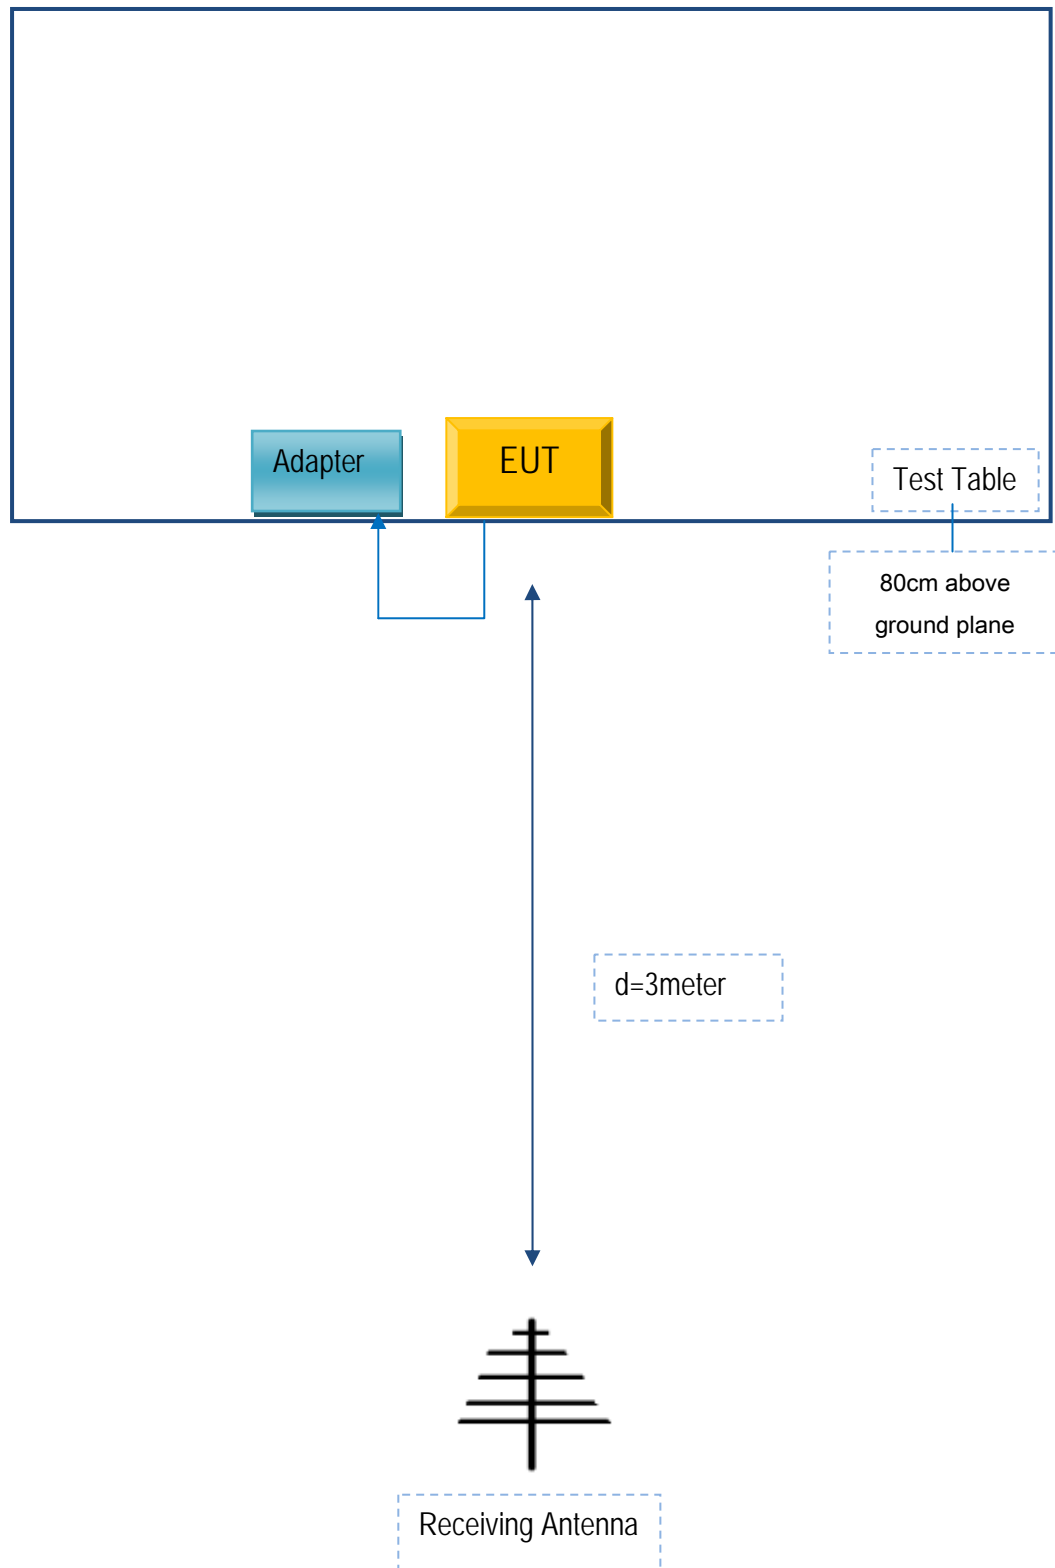 Adapter
EUT
Test Table
80cm above
ground plane
d=3meter
Receiving Antenna